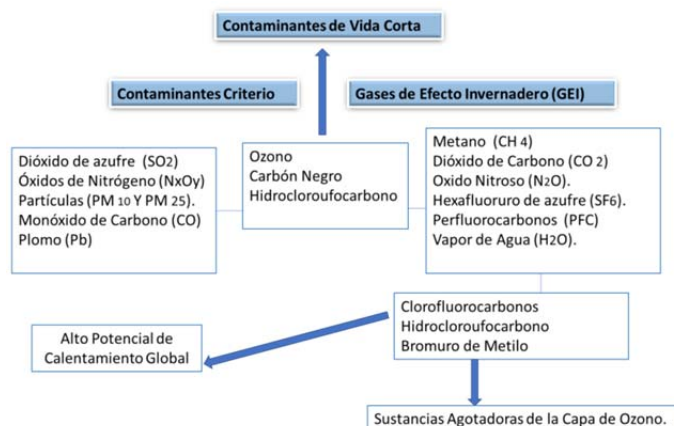 Contaminantes de Vida Corta
Contaminantes Criterio
Gases de Efecto Invernadero (GEI)
Dióxido de azufre (SO2)
Óxidos de Nitrógeno (NxOy)
Partículas (PM 10 Y PM 25).
Monóxido de Carbono (CO)
Plomo (Pb)
Ozono
Carbón Negro
Hidrocloroufocarbono
Metano (CH 4)
Dióxido de Carbono (CO 2)
Oxido Nitroso (N2O).
Hexafluoruro de azufre (SF6).
Perfluorocarbonos (PFC)
Vapor de Agua (H2O).
Clorofluorocarbonos
Hidrocloroufocarbono
Bromuro de Metilo
Alto Potencial de
Calentamiento Global
Sustancias Agotadoras de la Capa de Ozono.